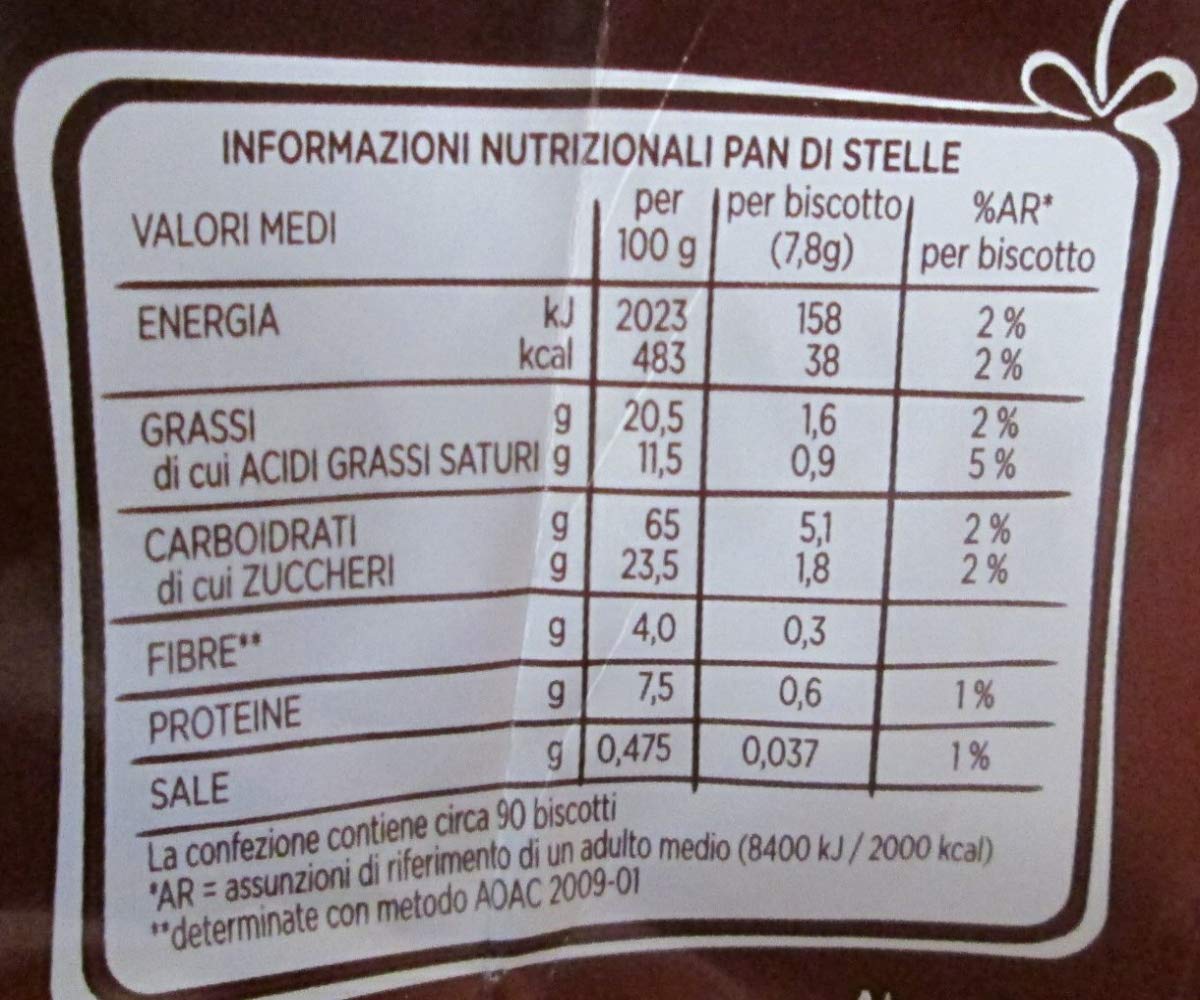 INFORMAZIONI NUTRIZIONALI PAN DI STELLE
VALORI MEDI per 100 g per biscotto (7,8g) %AR* per biscotto
ENERGIA kJ 2023 158 2%
kcal 483 38 2%
GRASSI g 20,5 1,6 2%
di cui ACIDI GRASSI SATURI g 11,5 0,9 5%
CARBOIDRATI g 65 5,1 2%
di cui ZUCCHERI g 23,5 1,8 2%
FIBRE** g 4,0 0,3
PROTEINE g 7,5 0,6 1%
SALE g 0,475 0,037 1%
La confezione contiene circa 90 biscotti
*AR = assunzioni di riferimento di un adulto medio (8400 kJ / 2000 kcal)
**determinate con metodo AOAC 2009-01